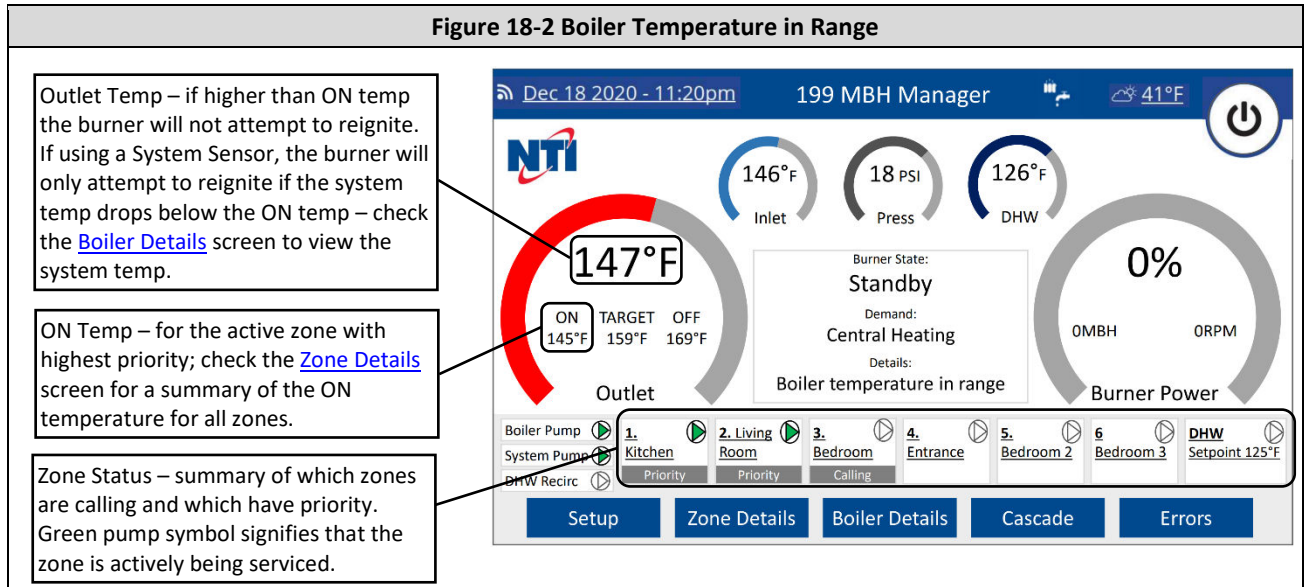 Figure 18-2 Boiler Temperature in Range
Outlet Temp – if higher than ON temp
the burner will not attempt to reignite.
If using a System Sensor, the burner will
only attempt to reignite if the system
temp drops below the ON temp – check
the Boiler Details screen to view the
system temp.
ON Temp – for the active zone with
highest priority; check the Zone Details
screen for a summary of the ON
temperature for all zones.
Zone Status – summary of which zones
are calling and which have priority.
Green pump symbol signifies that the
zone is actively being serviced.
Dec 18 2020 - 11:20pm 199 MBH Manager 41°F
NTI
146°F
Inlet
18 PSI
Press
126°F
DHW
147°F
ON TARGET OFF
145°F 159°F 169°F
Outlet
Burner State:
Standby
Demand:
Central Heating
Details:
Boiler temperature in range
0%
0MBH 0RPM
Burner Power
Boiler Pump
System Pump
DHW Recirc
1.
Kitchen
Priority
2. Living
Room
Priority
3.
Bedroom
Calling
4.
Entrance
5.
Bedroom 2
6
Bedroom 3
DHW
Setpoint 125°F
Setup Zone Details Boiler Details Cascade Errors